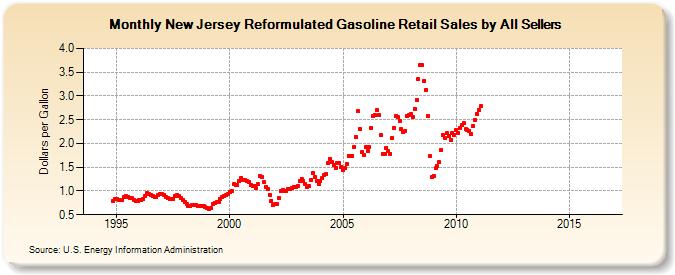 Monthly New Jersey Reformulated Gasoline Retail Sales by All Sellers
Dollars per Gallon
4.0
3.5
3.0
2.5
2.0
1.5
1.0
0.5
1995 2000 2005 2010 2015
Source: U.S. Energy Information Administration